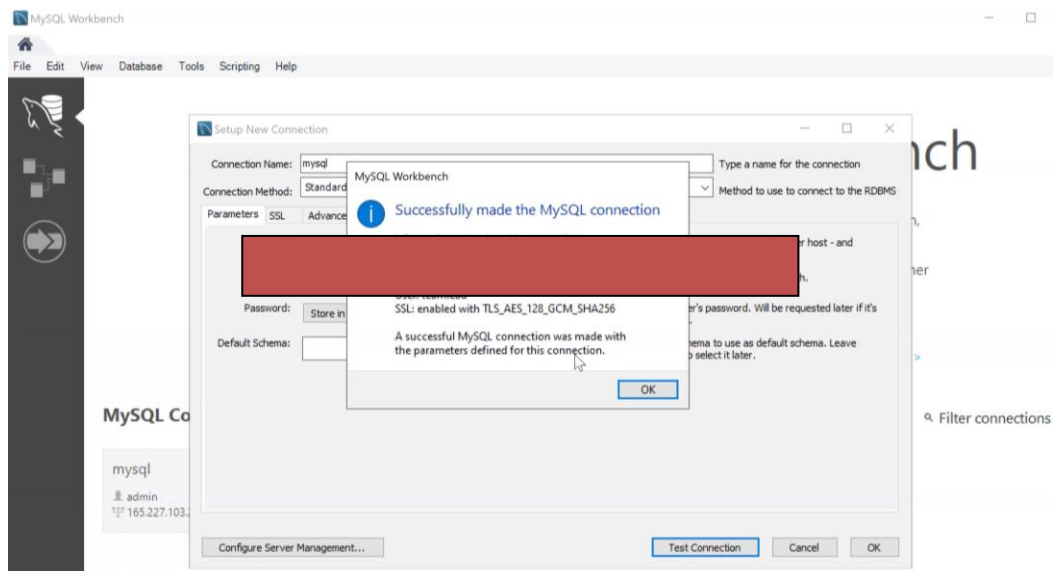 MySQL Workbench
File Edit View Database Tools Scripting Help
Setup New Connection
Connection Name: mysql Type a name for the connection
Connection Method: Standard Method to use to connect to the RDBMS
Parameters SSL Advance
MySQL Workbench
Successfully made the MySQL connection
nch
er host - and
h.
SSL: enabled with TLS_AES_128_GCM_SHA256
A successful MySQL connection was made with
the parameters defined for this connection.
OK
Password: Store in er's password. Will be requested later if it's
Default Schema: ema to use as default schema. Leave
o select it later.
n,
her
>
MySQL Co
Filter connections
mysql
admin
165.227.103.
Configure Server Management... Test Connection Cancel OK